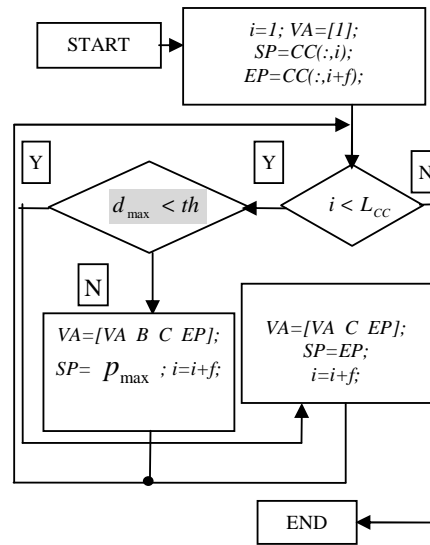 START
i=1; VA=[1];
SP=CC(:,i);
EP=CC(:,i+f);
Y
Y
N
d_max < th
i < L_CC
N
VA=[VA B C EP];
SP= p_max ; i=i+f;
VA=[VA C EP];
SP=EP;
i=i+f;
END